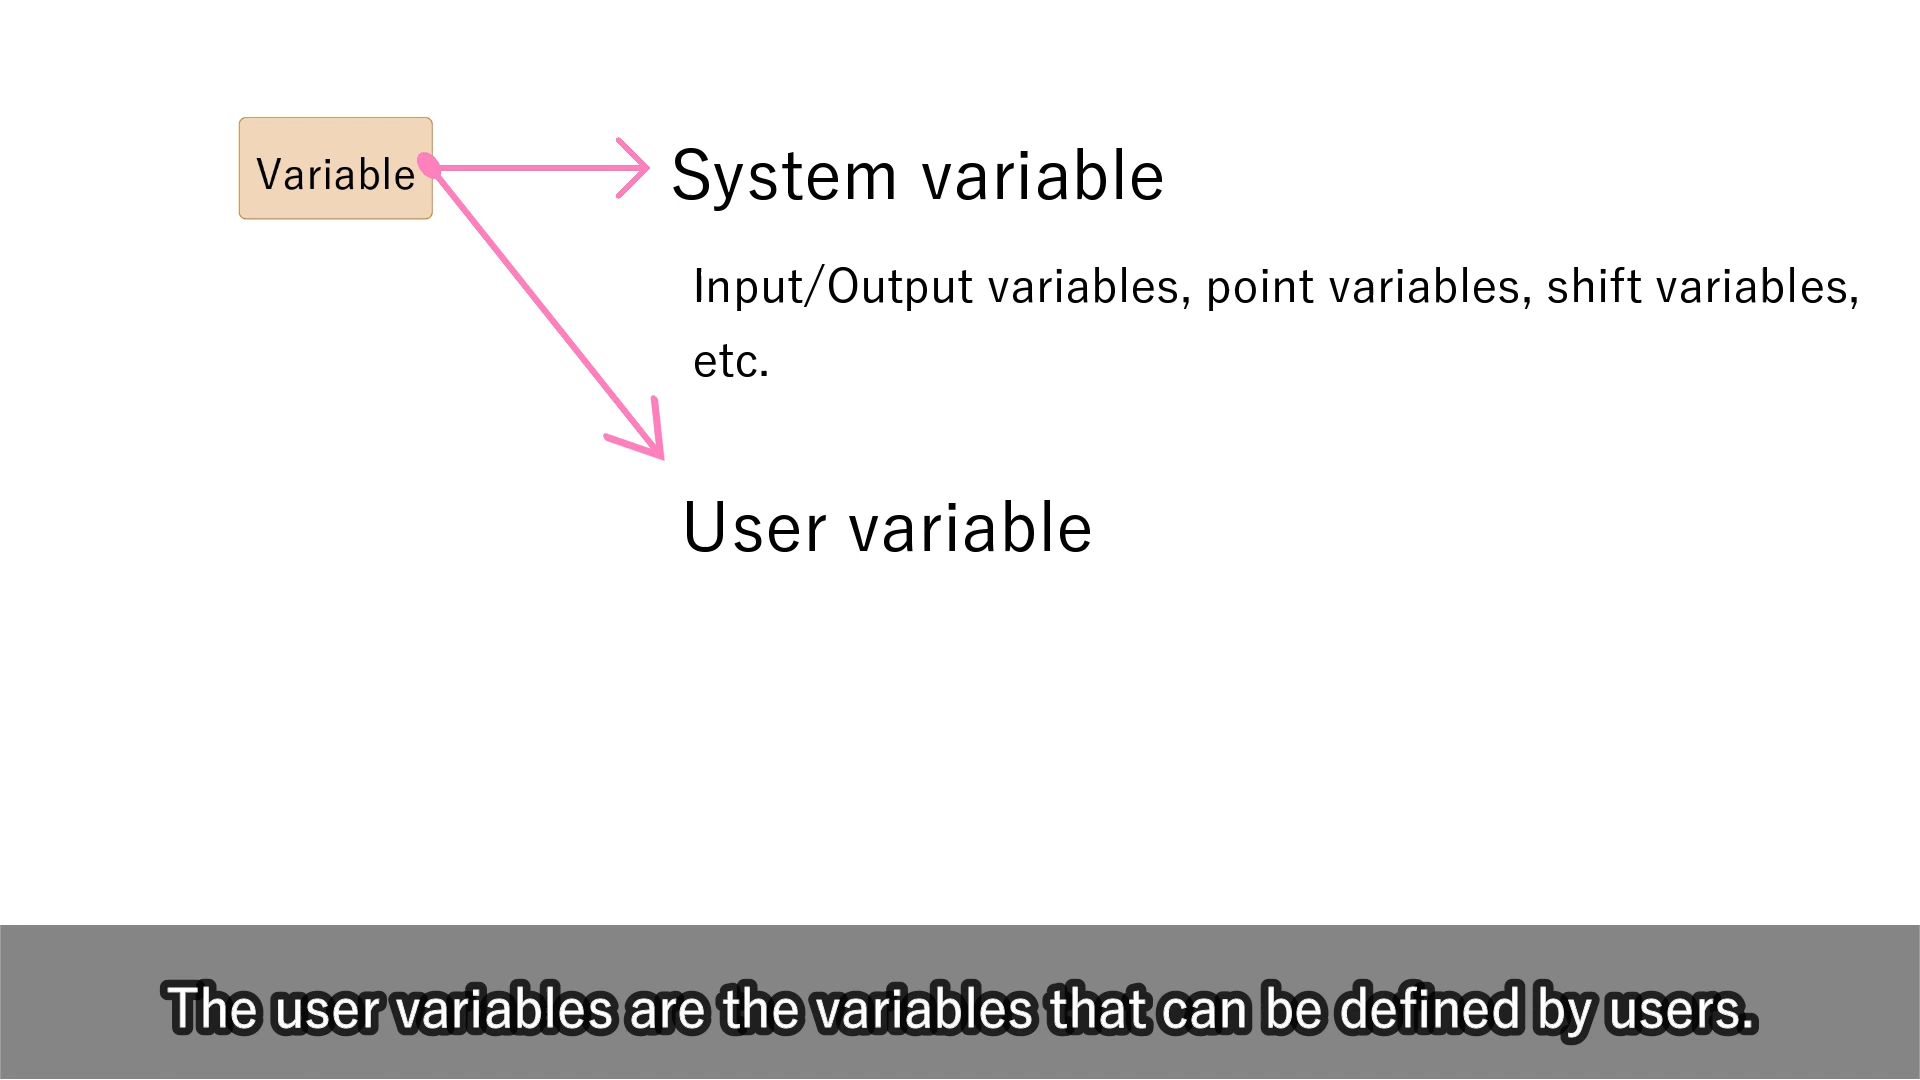 Variable
System variable
Input/Output variables, point variables, shift variables,
etc.
User variable
The user variables are the variables that can be defined by users.